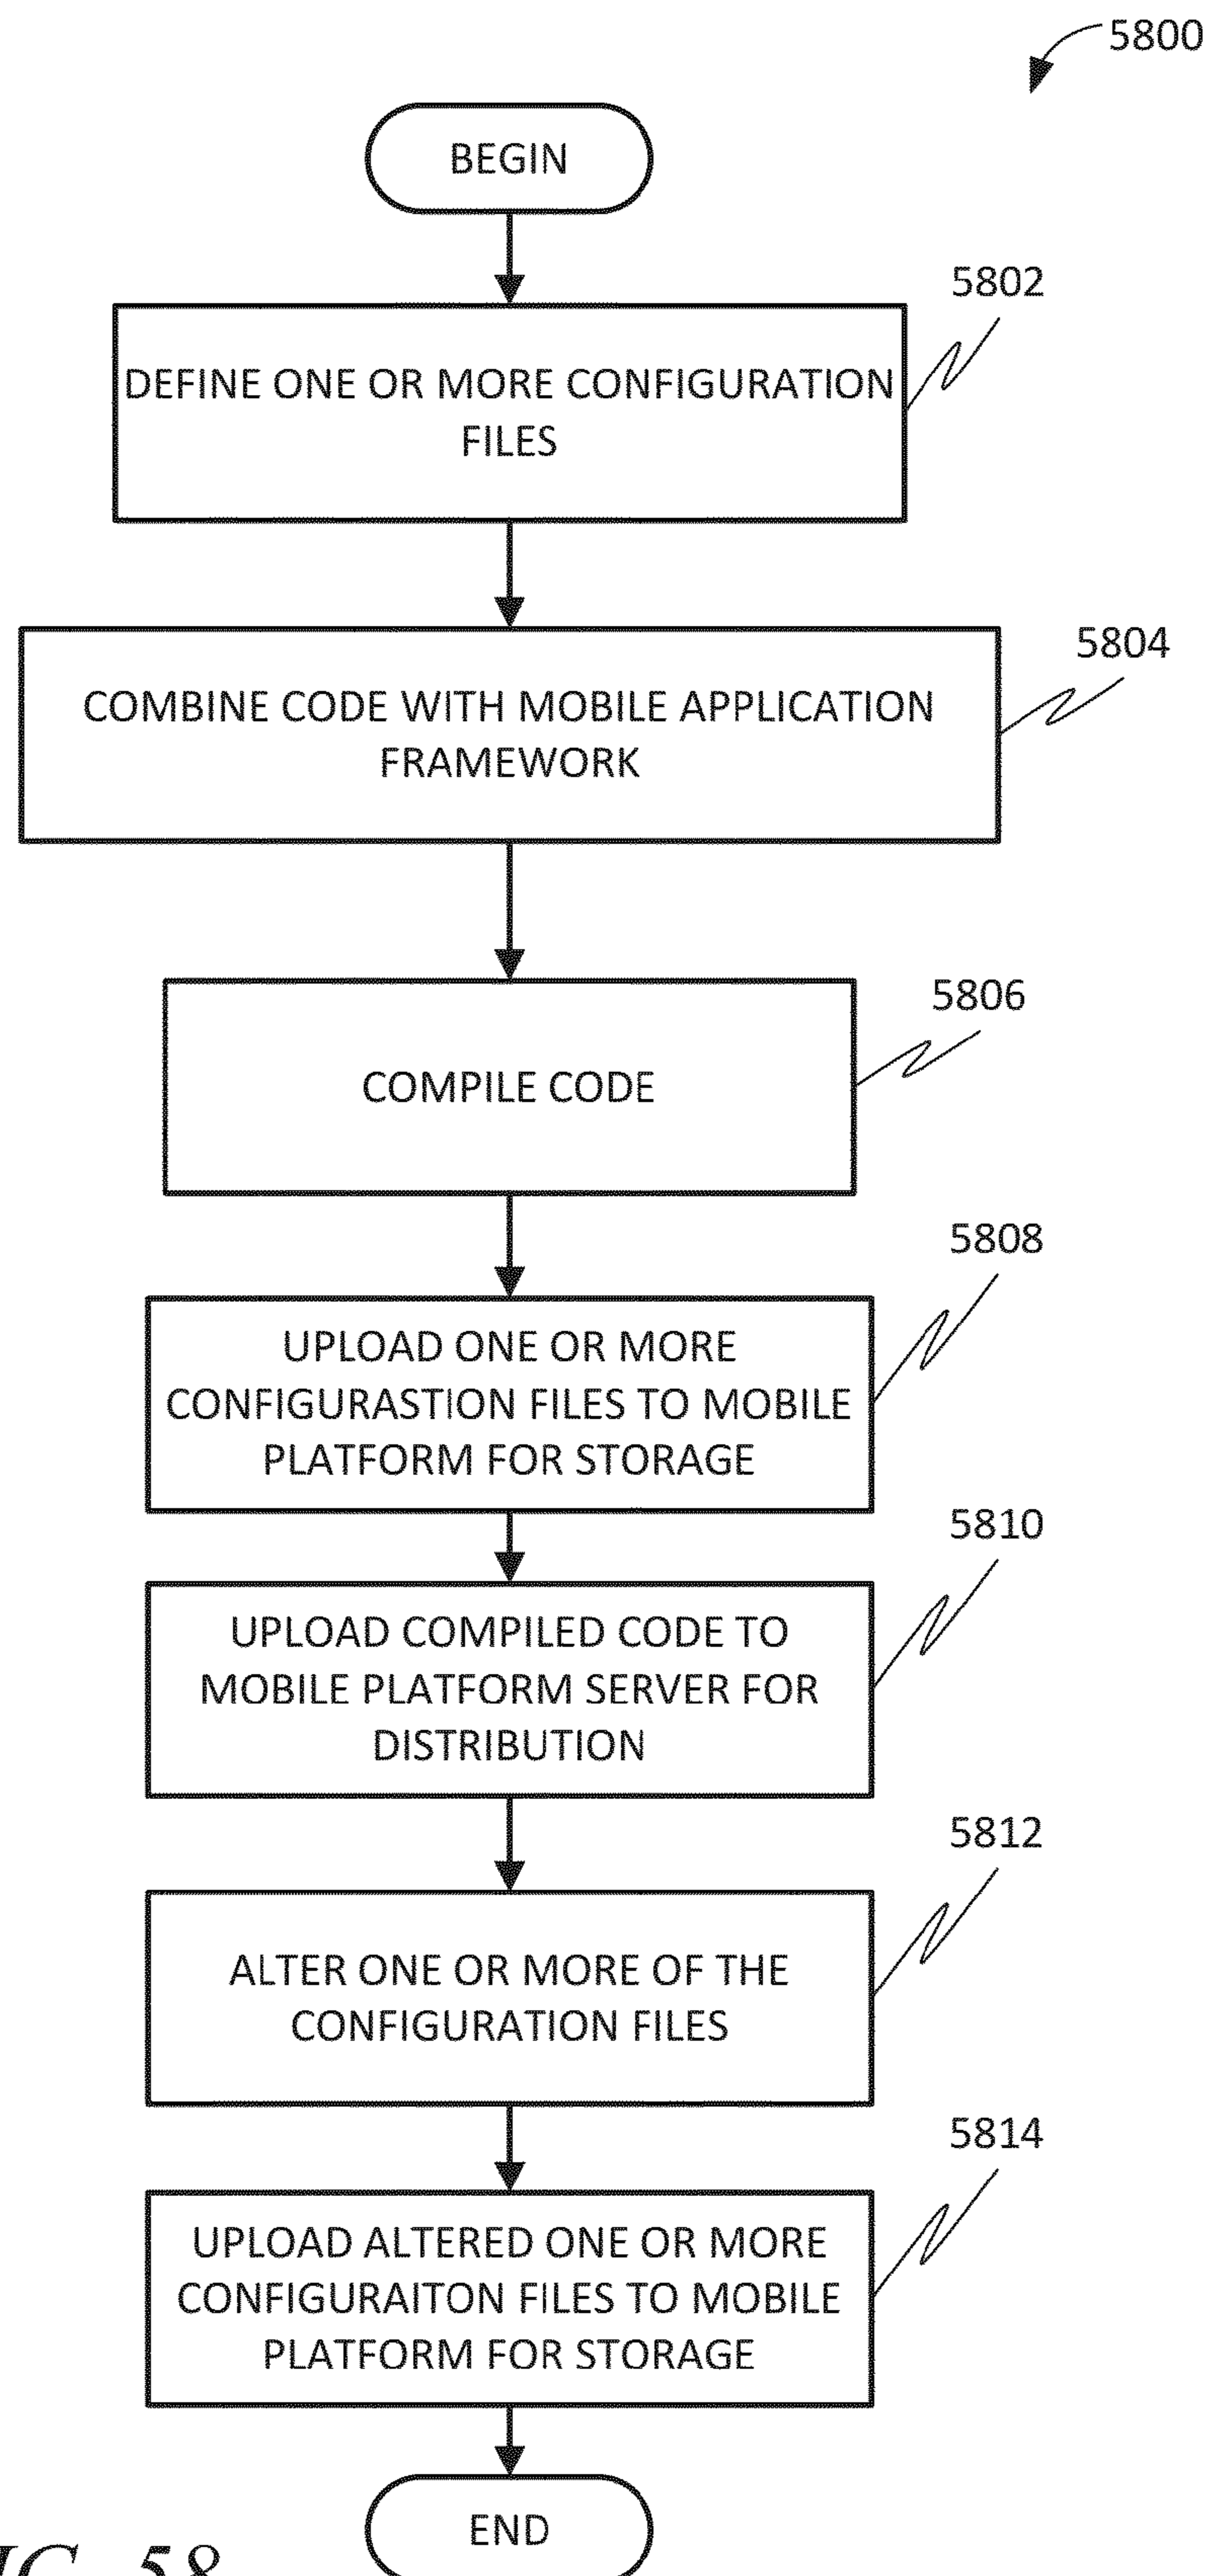 5800
BEGIN
5802
DEFINE ONE OR MORE CONFIGURATION
FILES
5804
COMBINE CODE WITH MOBILE APPLICATION
FRAMEWORK
5806
COMPILE CODE
5808
UPLOAD ONE OR MORE
CONFIGURASTION FILES TO MOBILE
PLATFORM FOR STORAGE
5810
UPLOAD COMPILED CODE TO
MOBILE PLATFORM SERVER FOR
DISTRIBUTION
5812
ALTER ONE OR MORE OF THE
CONFIGURATION FILES
5814
UPLOAD ALTERED ONE OR MORE
CONFIGURAITON FILES TO MOBILE
PLATFORM FOR STORAGE
END
58